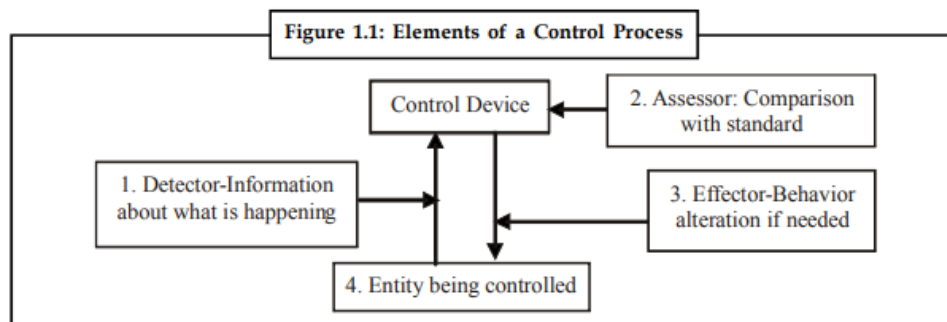 Figure 1.1: Elements of a Control Process
Control Device
2. Assessor: Comparison
with standard
1. Detector-Information
about what is happening
3. Effector-Behavior
alteration if needed
4. Entity being controlled